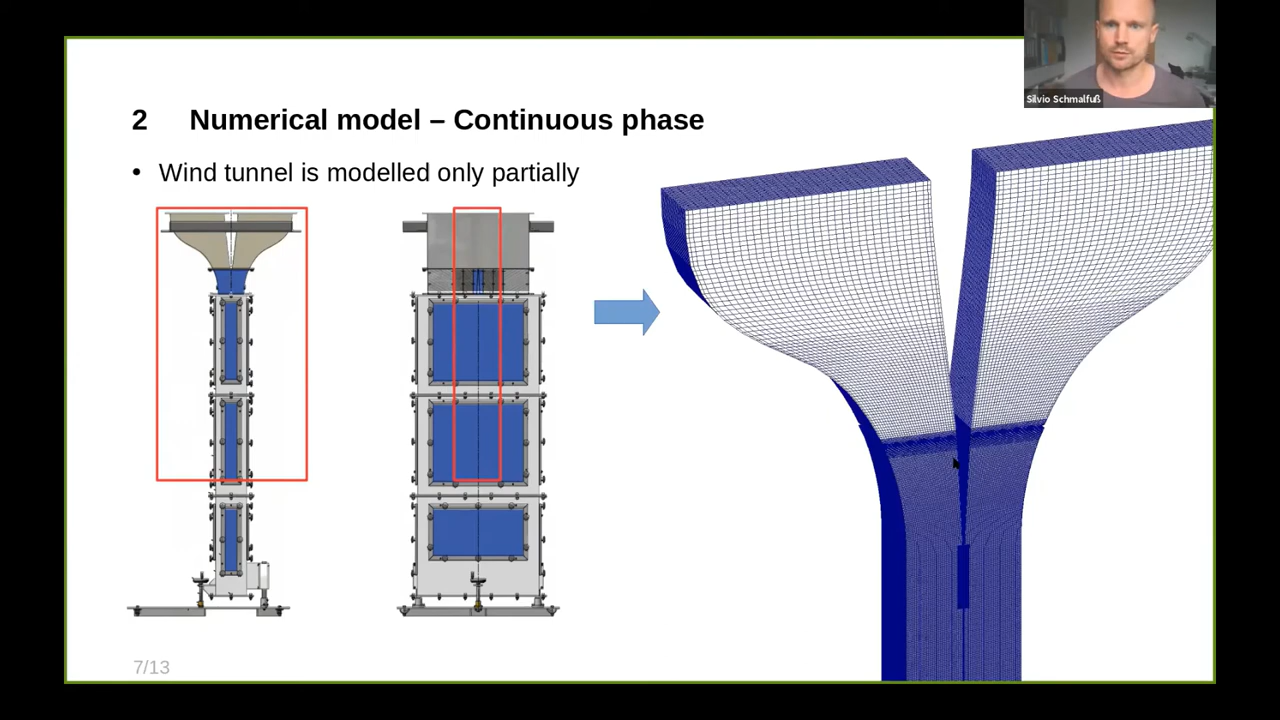 Silvio Schmalfuß
2 Numerical model – Continuous phase
• Wind tunnel is modelled only partially
7/13